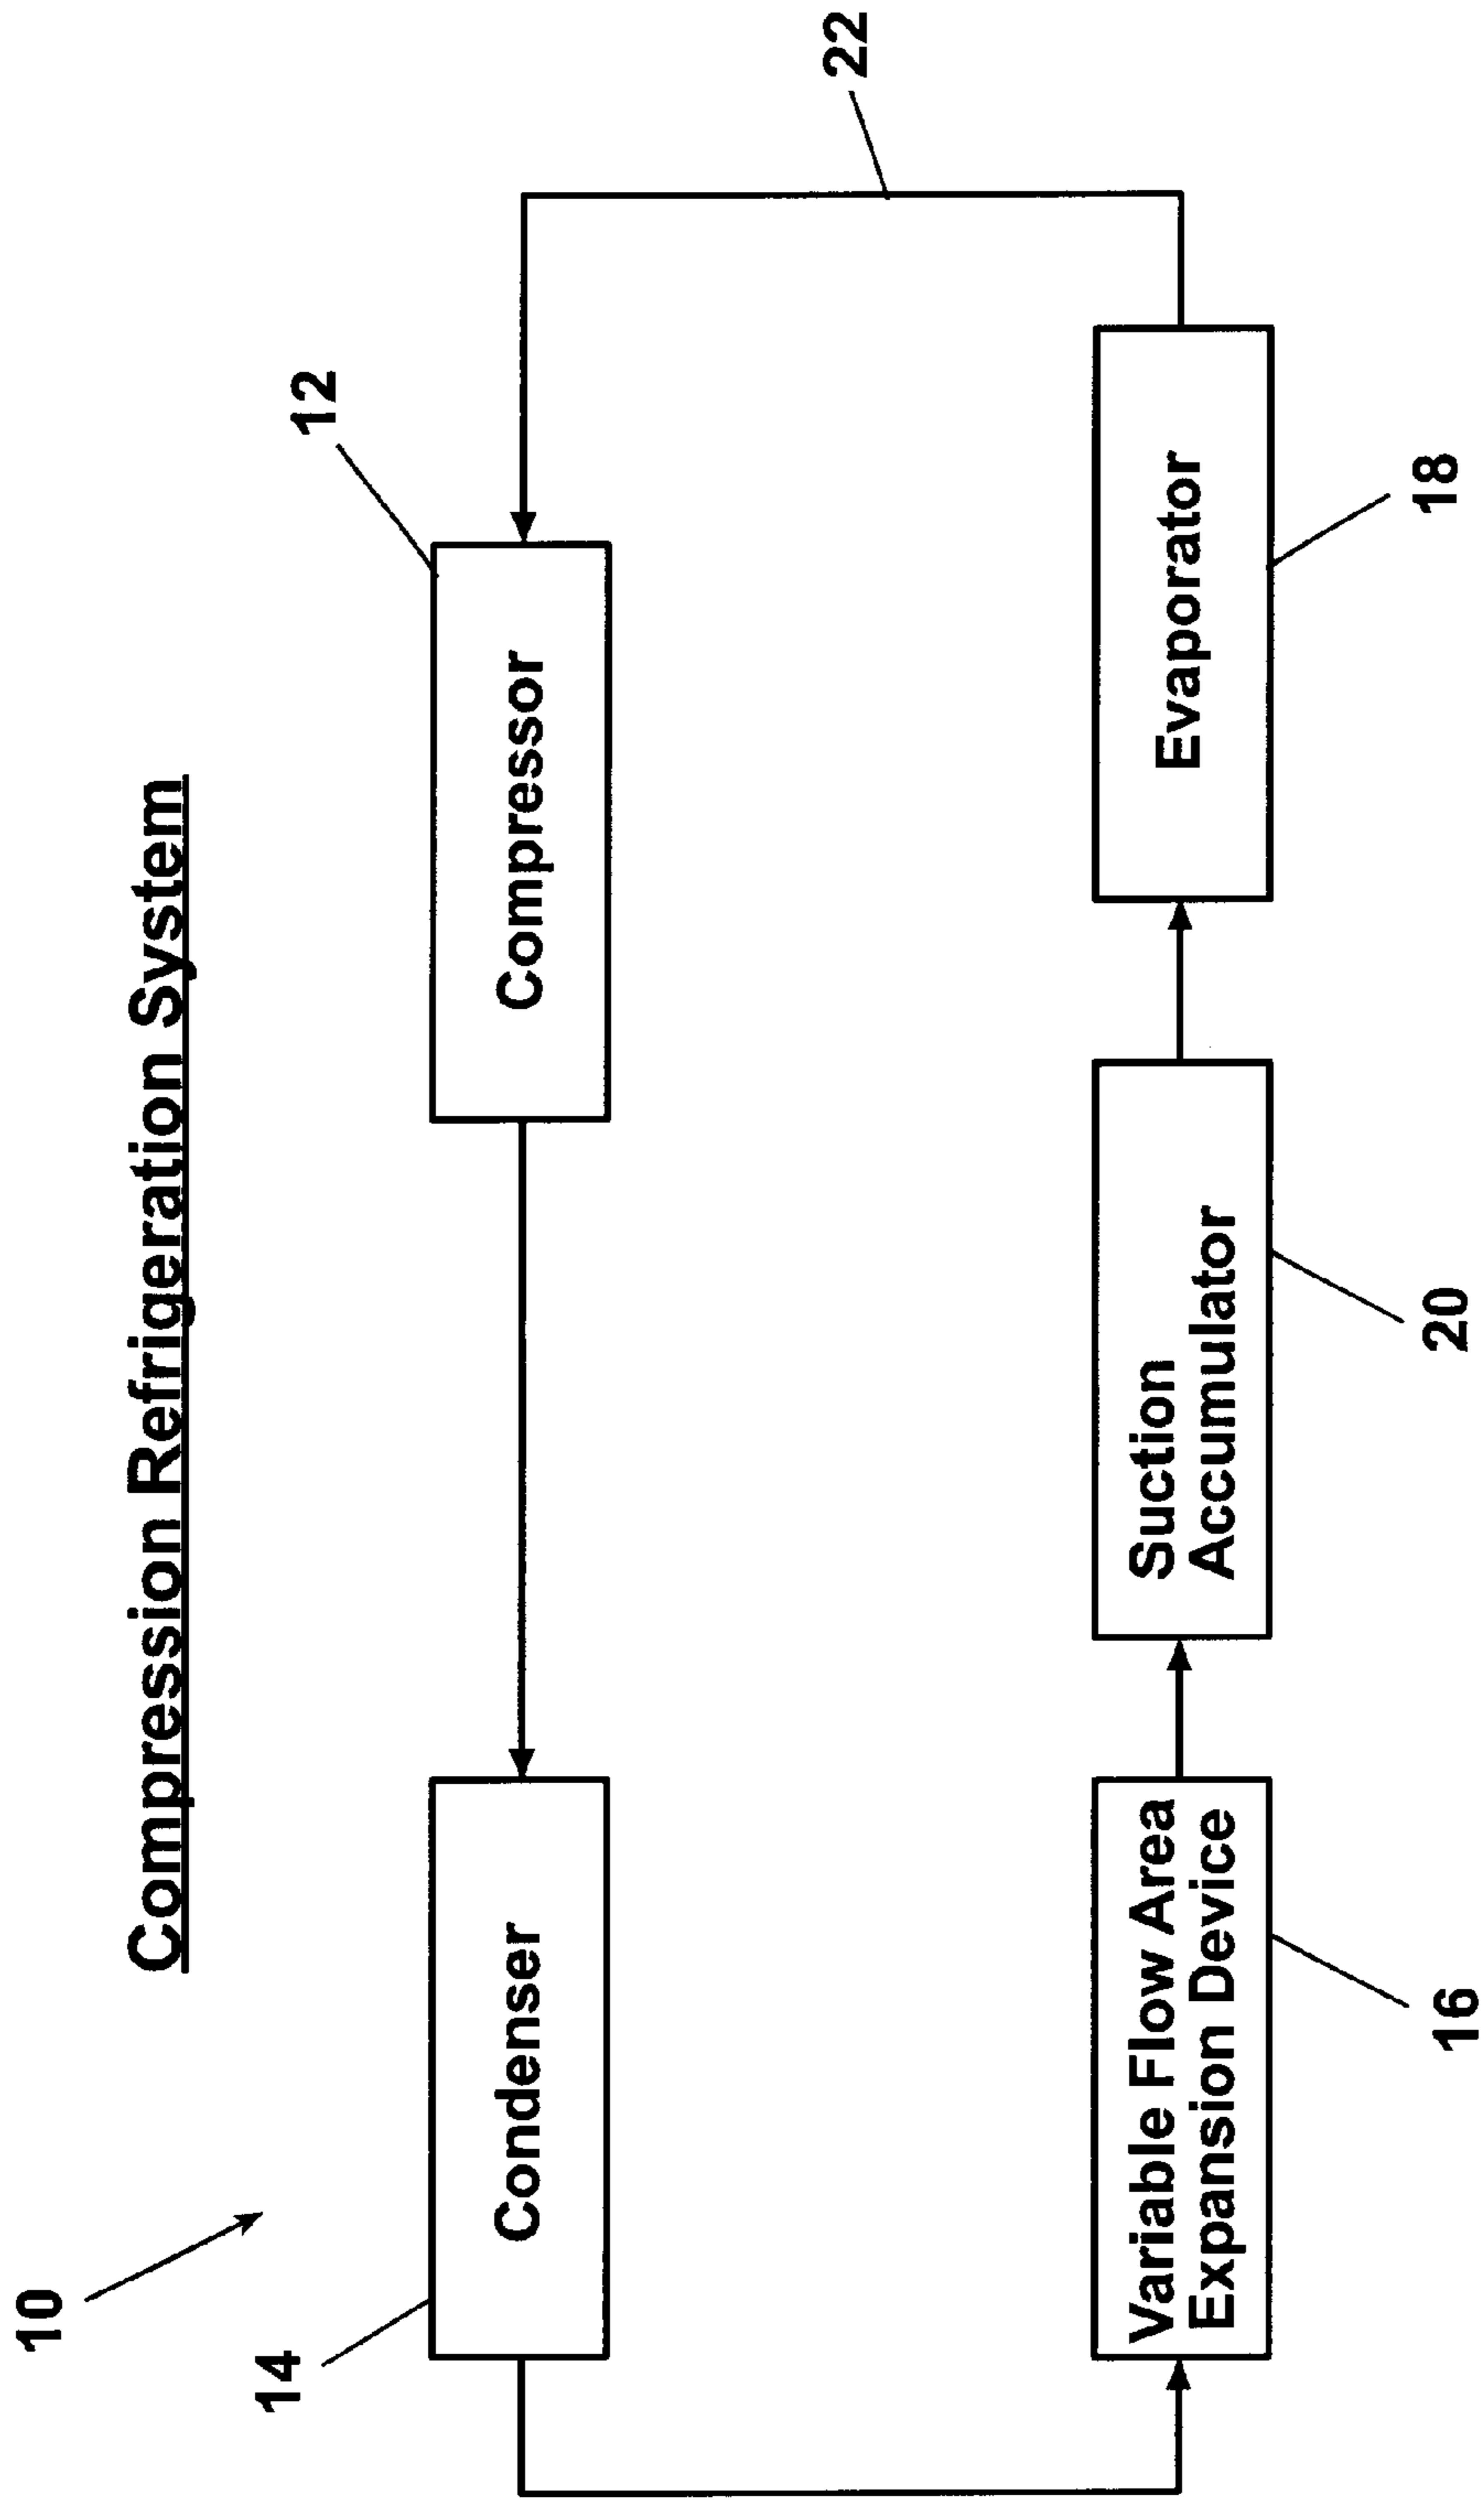 Compression Refrigeration System
10
14
12
Condenser
Compressor
22
Variable Flow Area
Expansion Device
Suction
Accumulator
Evaporator
16
20
18